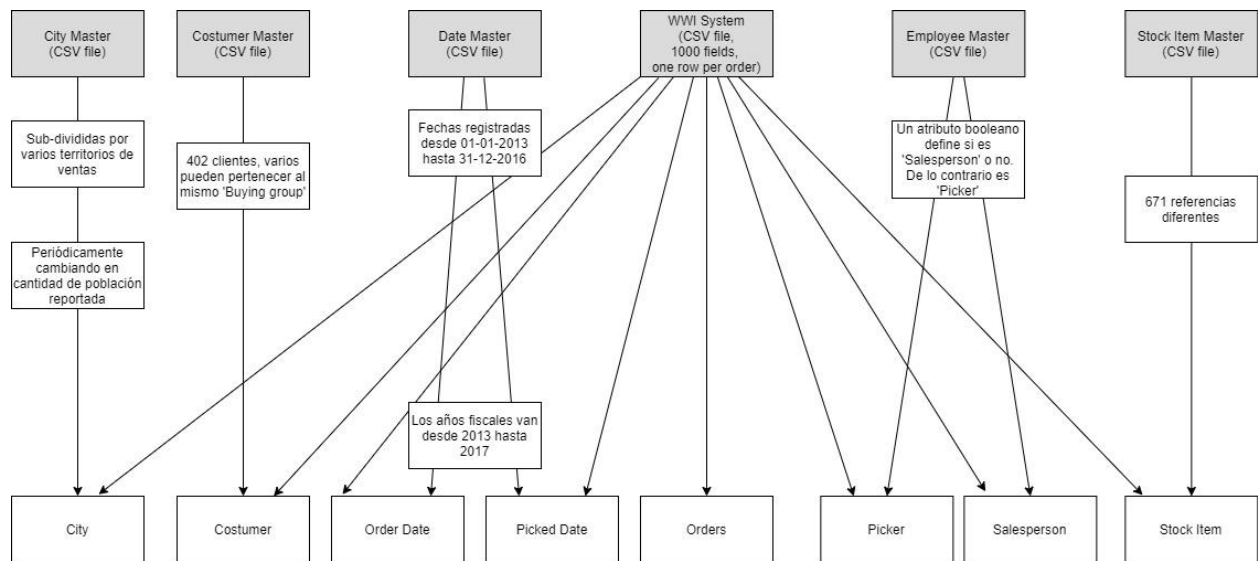 City Master
(CSV file)
Costumer Master
(CSV file)
Date Master
(CSV file)
WWI System
(CSV file,
1000 fields,
one row per order)
Employee Master
(CSV file)
Stock Item Master
(CSV file)
Sub-divididas por
varios territorios de
ventas
402 clientes, varios
pueden pertenecer al
mismo 'Buying group'
Fechas registradas
desde 01-01-2013
hasta 31-12-2016
Un atributo booleano
define si es
'Salesperson' o no.
De lo contrario es
'Picker'
671 referencias
diferentes
Periódicamente
cambiando en
cantidad de población
reportada
Los años fiscales van
desde 2013 hasta
2017
City
Costumer
Order Date
Picked Date
Orders
Picker
Salesperson
Stock Item